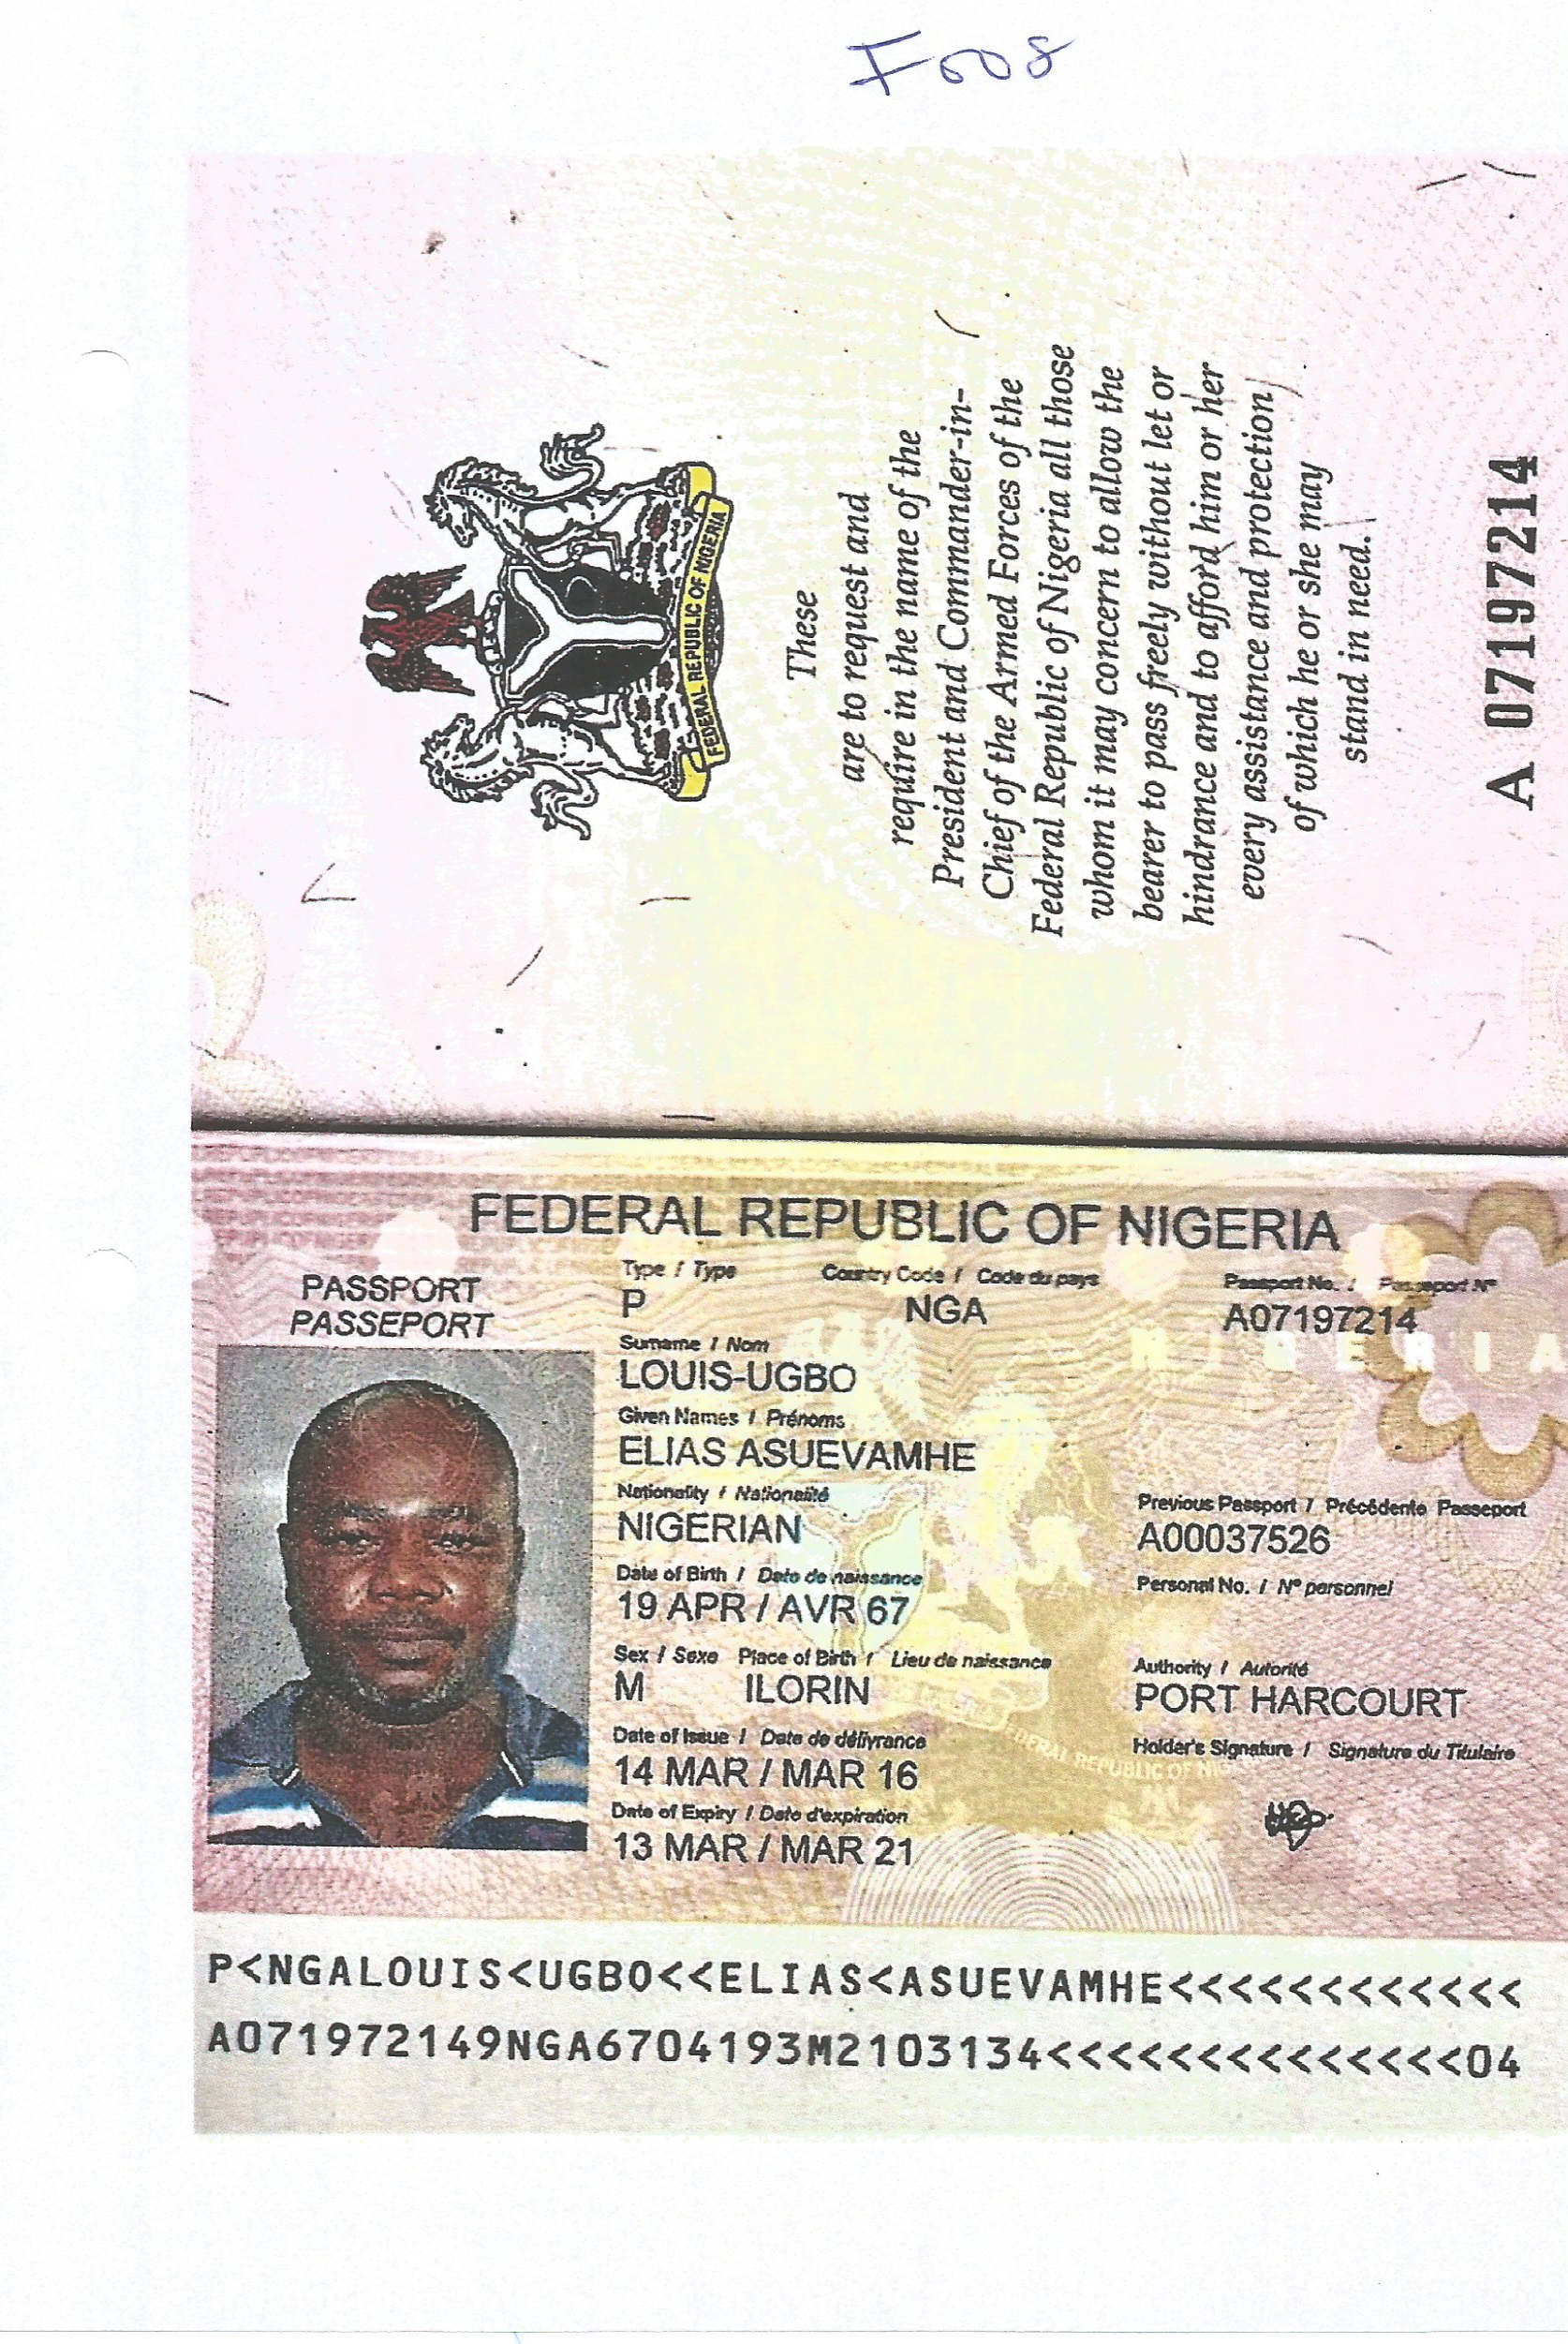 F008
FEDERAL REPUBLIC OF NIGERIA
These
are to request and
require in the name of the
President and Commander-in-
Chief of the Armed Forces of the
Federal Republic of Nigeria all those
whom it may concern to allow the
bearer to pass freely without let or
hindrance and to afford him or her
every assistance and protection
of which he or she may
stand in need.
A 07197214
FEDERAL REPUBLIC OF NIGERIA
PASSPORT
PASSEPORT
Type / Type Country Code / Code du pays Passport No. / Passeport N°
P NGA A07197214
NIGERIA
Surname / Nom
LOUIS-UGBO
Given Names / Prénoms
ELIAS ASUEVAMHE
Nationality / Nationalité Previous Passport / Précédente Passeport
NIGERIAN A00037526
Date of Birth / Date de naissance Personal No. / N° personnel
19 APR / AVR 67
Sex / Sexe Place of Birth / Lieu de naissance Authority / Autorité
M ILORIN PORT HARCOURT
Date of Issue / Date de délivrance Holder's Signature / Signature du Titulaire
14 MAR / MAR 16
FEDERAL REPUBLIC OF
Date of Expiry / Date d'expiration
13 MAR / MAR 21
P<NGALOUIS<UGBO<<ELIAS<ASUEVAMHE<<<<<<<<<<<<
A071972149NGA6704193M2103134<<<<<<<<<<<<<<04